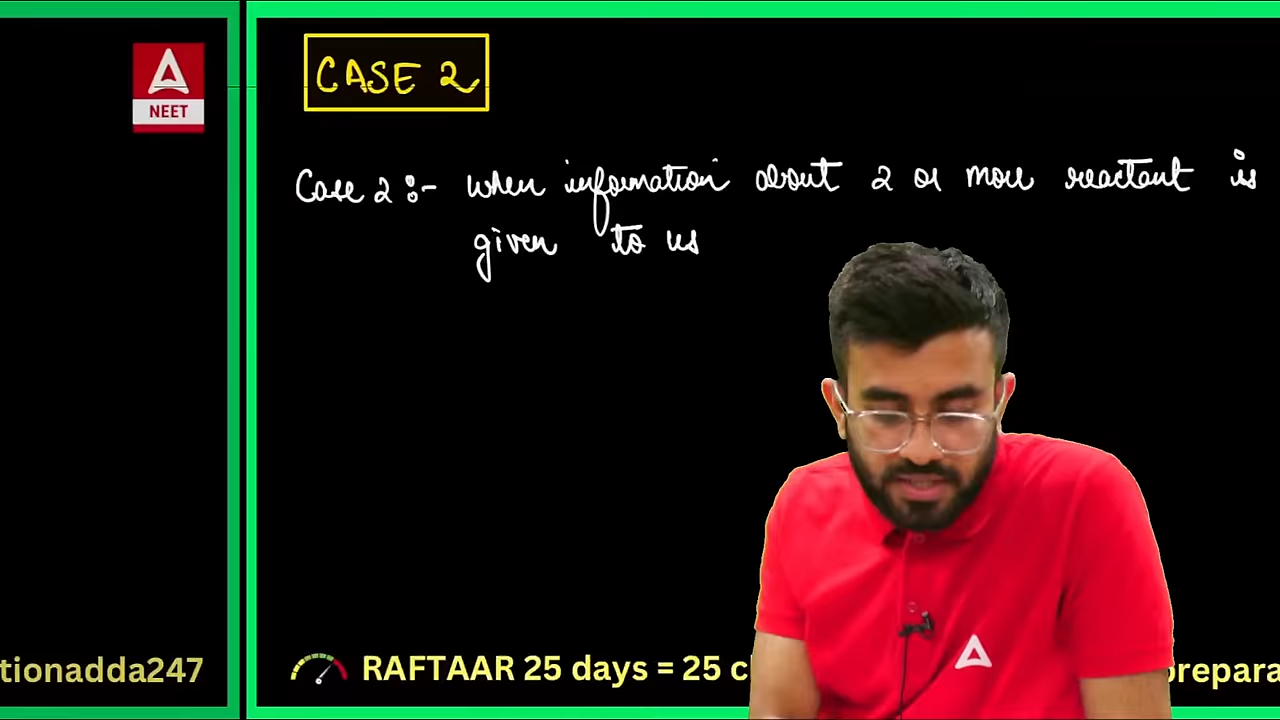 NEET
CASE 2
Case 2 :- when information about 2 or more reactant is
given to us
tionadda247
RAFTAAR 25 days = 25 c
prepara